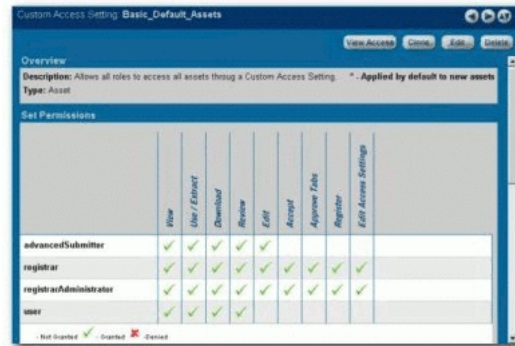 Custom Access Setting: Basic_Default_Assets
View Access Clone Edit Delete
Overview
Description: Allows all roles to access all assets throug a Custom Access Setting. * - Applied by default to new assets
Type: Asset
Set Permissions
View
Use / Extract
Download
Review
Edit
Accept
Approve Tabs
Register
Edit Access Settings
advancedSubmitter
registrar
registrarAdministrator
user
- Not Granted - Granted - Denied